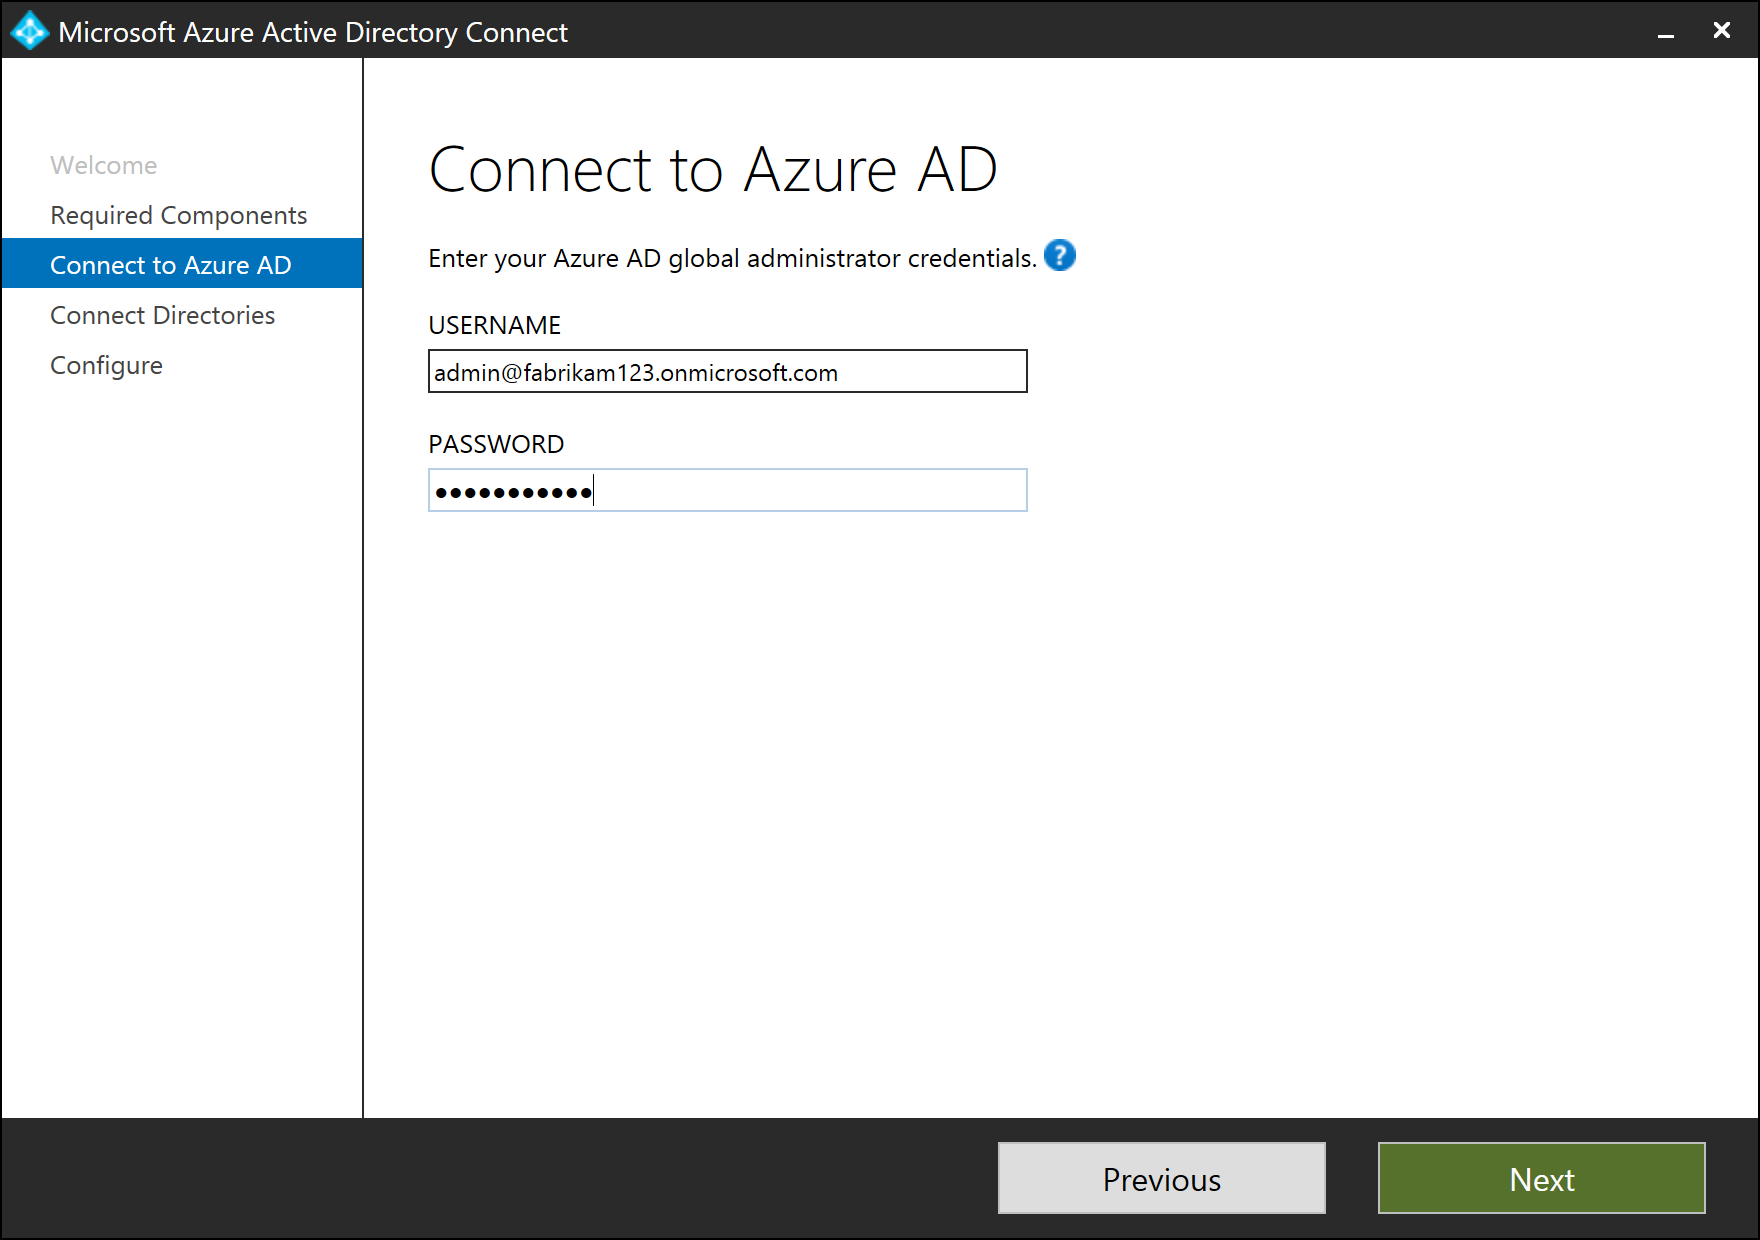 Microsoft Azure Active Directory Connect
Welcome
Required Components
Connect to Azure AD
Connect Directories
Configure
Connect to Azure AD
Enter your Azure AD global administrator credentials. ?
USERNAME
admin@fabrikam123.onmicrosoft.com
PASSWORD
●●●●●●●●●●●
Previous
Next